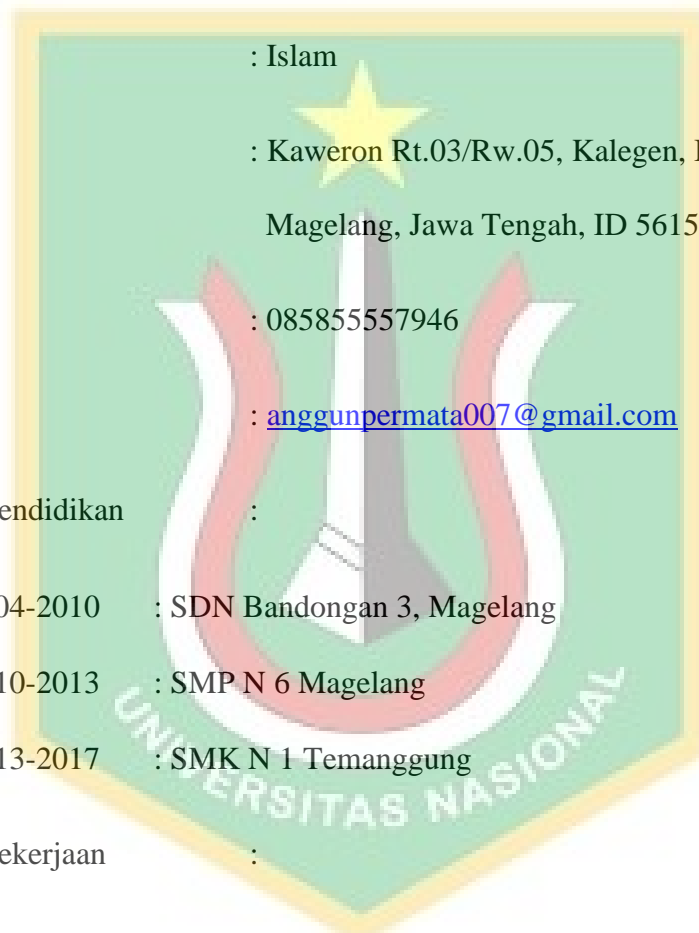 : Islam
: Kaweron Rt.03/Rw.05, Kalegen,
Magelang, Jawa Tengah, ID 5615
: 085855557946
: anggunpermata007@gmail.com
endidikan :
04-2010 : SDN Bandongan 3, Magelang
10-2013 : SMP N 6 Magelang
13-2017 : SMK N 1 Temanggung
ekerjaan :
UNIVERSITAS NASIONAL